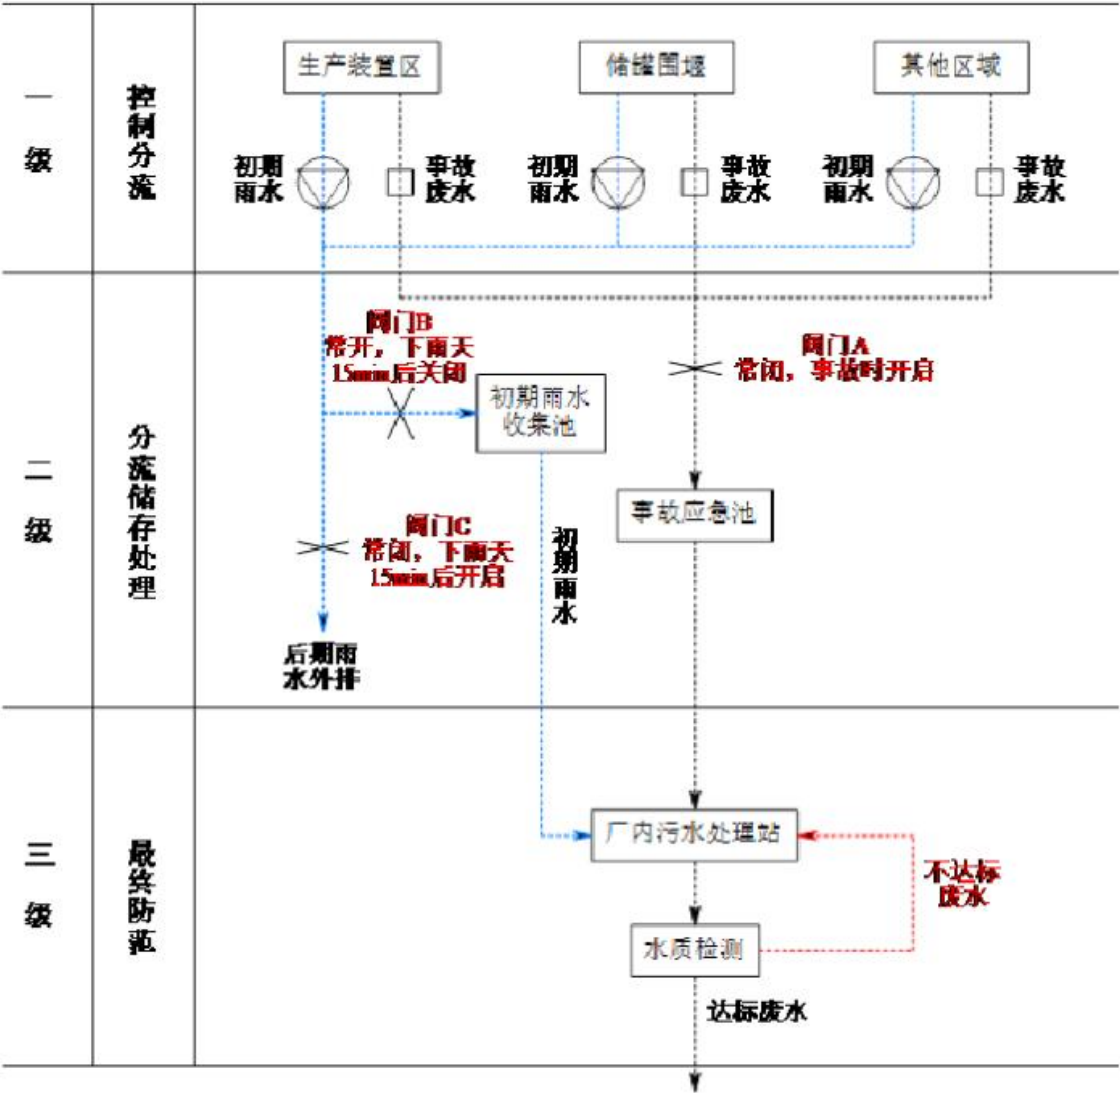 一级
控制分流
生产装置区
储罐围堰
其他区域
初期
雨水
事故
废水
初期
雨水
事故
废水
初期
雨水
事故
废水
二级
分流储存处理
阀门B
常开，下雨天
15min后关闭
阀门A
常闭，事故时开启
初期雨水
收集池
事故应急池
阀门C
常闭，下雨天
15min后开启
初期雨水
后期雨
水外排
三级
最终防范
厂内污水处理站
不达标
废水
水质检测
达标废水